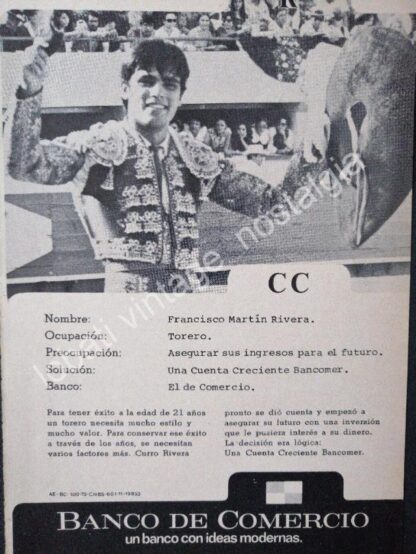 R
CC
Nombre: Francisco Martín Rivera.
Ocupación: Torero.
Preocupación: Asegurar sus ingresos para el futuro.
Solución: Una Cuenta Creciente Bancomer.
Banco: El de Comercio.
Para tener éxito a la edad de 21 años
un torero necesita mucho estilo y
mucho valor. Para conservar ese éxito
a través de los años, se necesitan
varios factores más. Curro Rivera
pronto se dió cuenta y empezó a
asegurar su futuro con una inversión
que le pusiera interés a su dinero.
La decisión era lógica:
Una Cuenta Creciente Bancomer.
BANCO DE COMERCIO
un banco con ideas modernas.
vintage nostalgia